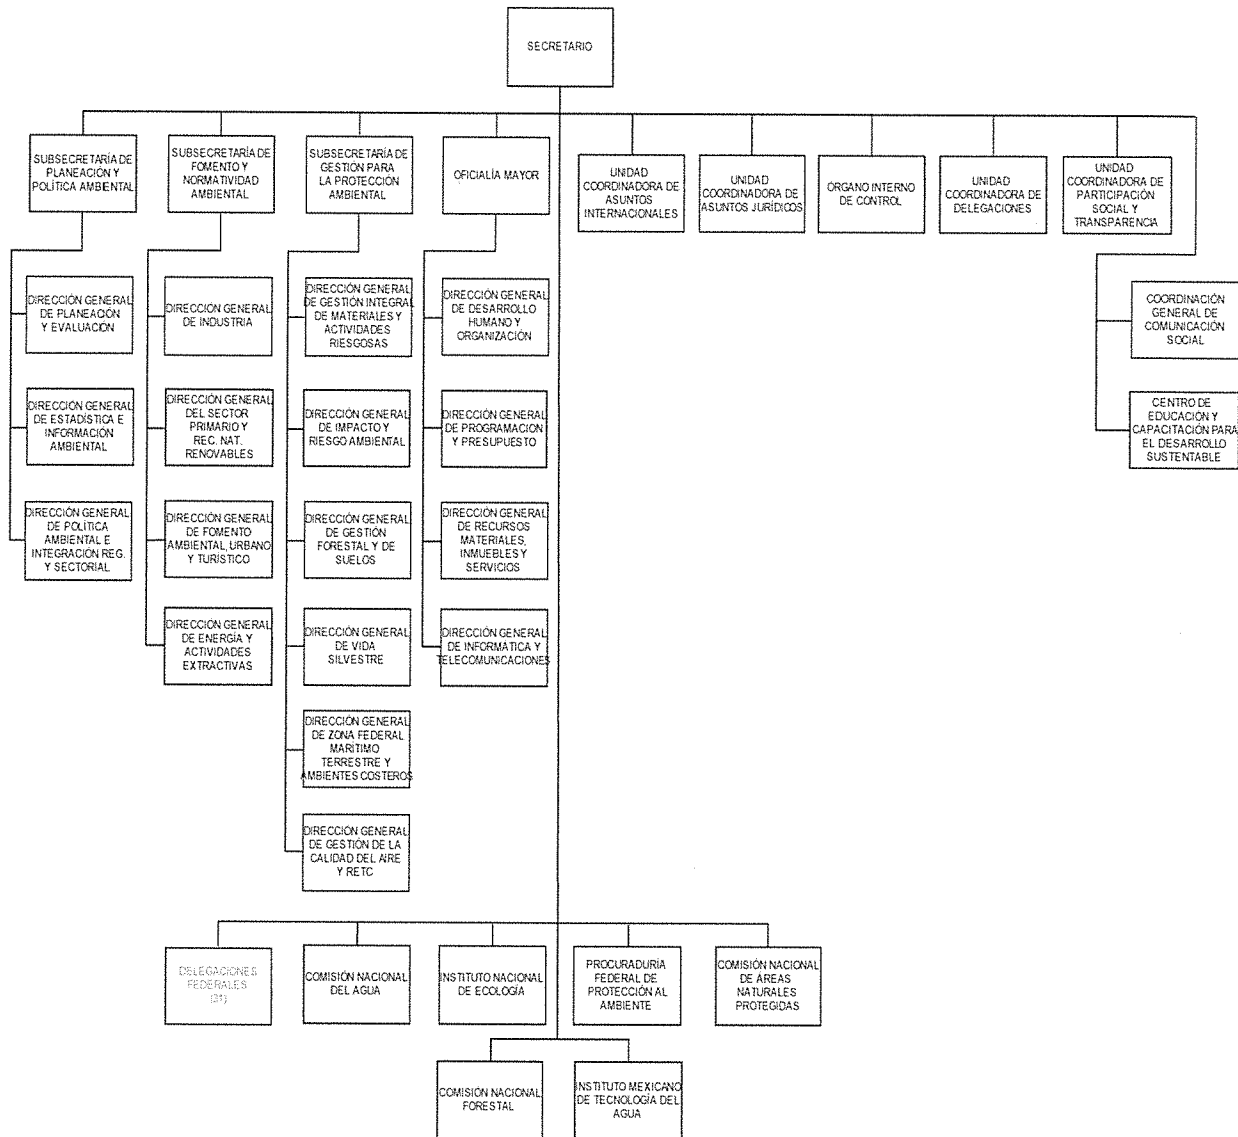 SECRETARIO
SUBSECRETARÍA DE
PLANEACIÓN Y
POLÍTICA AMBIENTAL
SUBSECRETARÍA DE
FOMENTO Y
NORMATIVIDAD
AMBIENTAL
SUBSECRETARÍA DE
GESTIÓN PARA
LA PROTECCIÓN
AMBIENTAL
OFICIALÍA MAYOR
UNIDAD
COORDINADORA DE
ASUNTOS
INTERNACIONALES
UNIDAD
COORDINADORA DE
ASUNTOS JURÍDICOS
ORGANO INTERNO
DE CONTROL
UNIDAD
COORDINADORA DE
DELEGACIONES
UNIDAD
COORDINADORA DE
PARTICIPACIÓN
SOCIAL Y
TRANSPARENCIA
DIRECCIÓN GENERAL
DE PLANEACIÓN
Y EVALUACIÓN
DIRECCIÓN GENERAL
DE INDUSTRIA
DIRECCIÓN GENERAL
DE GESTIÓN INTEGRAL
DE MATERIALES Y
ACTIVIDADES
RIESGOSAS
DIRECCIÓN GENERAL
DE DESARROLLO
HUMANO Y
ORGANIZACIÓN
COORDINACIÓN
GENERAL DE
COMUNICACIÓN
SOCIAL
DIRECCIÓN GENERAL
DE ESTADÍSTICA E
INFORMACIÓN
AMBIENTAL
DIRECCIÓN GENERAL
DEL SECTOR
PRIMARIO Y
REC. NAT.
RENOVABLES
DIRECCIÓN GENERAL
DE IMPACTO Y
RIESGO AMBIENTAL
DIRECCIÓN GENERAL
DE PROGRAMACION
Y PRESUPUESTO
CENTRO DE
EDUCACIÓN Y
CAPACITACIÓN PARA
EL DESARROLLO
SUSTENTABLE
DIRECCIÓN GENERAL
DE POLÍTICA
AMBIENTAL E
INTEGRACIÓN REG.
Y SECTORIAL
DIRECCIÓN GENERAL
DE FOMENTO
AMBIENTAL, URBANO
Y TURÍSTICO
DIRECCIÓN GENERAL
DE GESTIÓN
FORESTAL Y DE
SUELOS
DIRECCIÓN GENERAL
DE RECURSOS
MATERIALES,
INMUEBLES Y
SERVICIOS
DIRECCIÓN GENERAL
DE ENERGÍA Y
ACTIVIDADES
EXTRACTIVAS
DIRECCIÓN GENERAL
DE VIDA
SILVESTRE
DIRECCIÓN GENERAL
DE INFORMÁTICA Y
TELECOMUNICACIONES
DIRECCIÓN GENERAL
DE ZONA FEDERAL
MARÍTIMO
TERRESTRE Y
AMBIENTES COSTEROS
DIRECCIÓN GENERAL
DE GESTIÓN DE LA
CALIDAD DEL AIRE
Y RETC
DELEGACIONES
FEDERALES
(31)
COMISIÓN NACIONAL
DEL AGUA
INSTITUTO NACIONAL
DE ECOLOGÍA
PROCURADURÍA
FEDERAL DE
PROTECCIÓN AL
AMBIENTE
COMISIÓN NACIONAL
DE ÁREAS
NATURALES
PROTEGIDAS
COMISIÓN NACIONAL
FORESTAL
INSTITUTO MEXICANO
DE TECNOLOGÍA DEL
AGUA